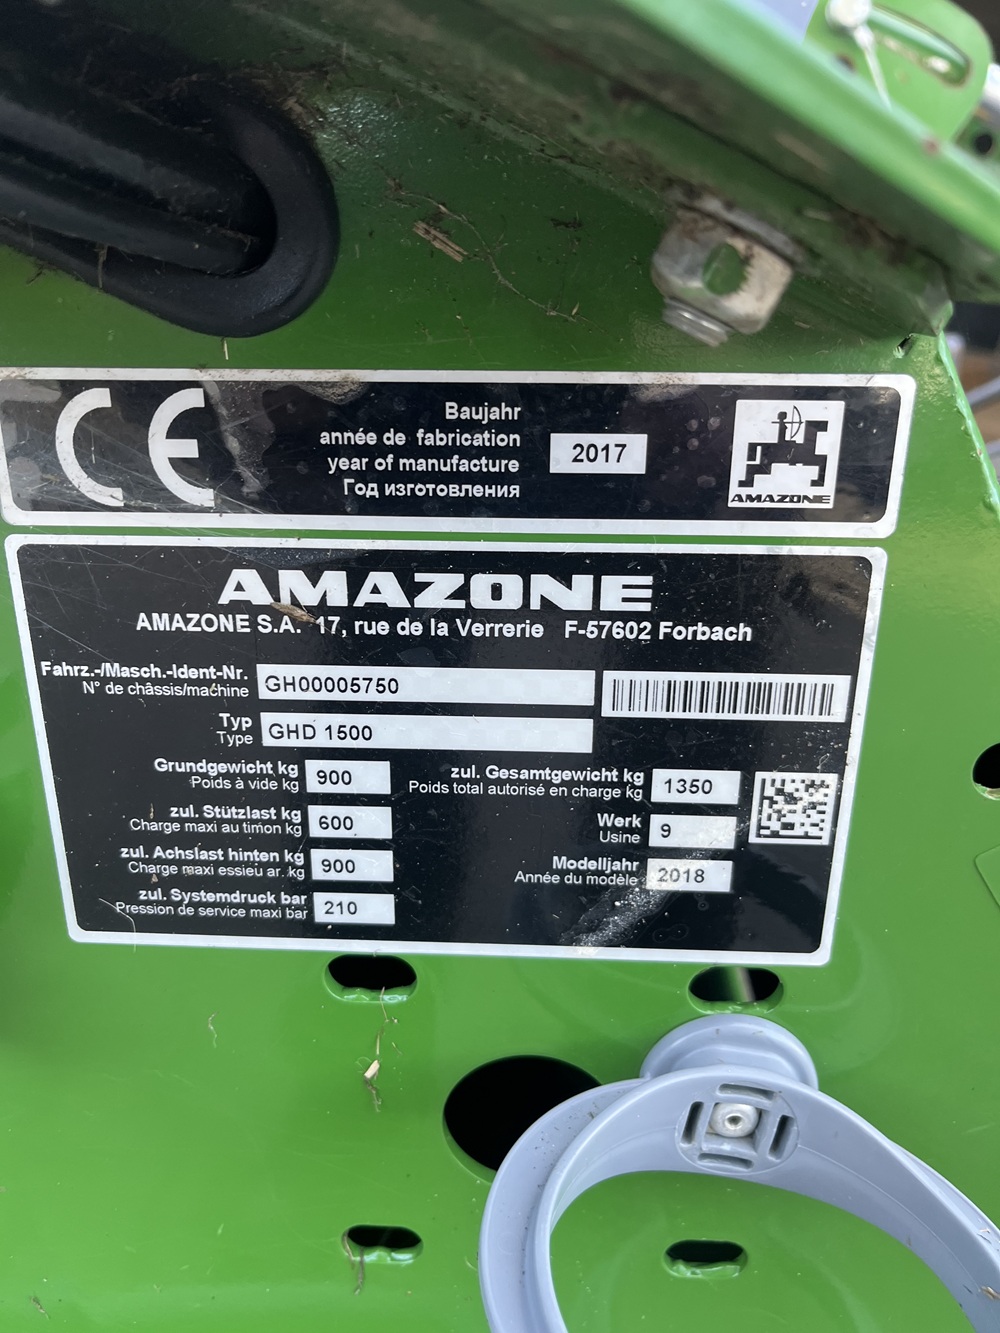 CE
Baujahr
année de fabrication
year of manufacture
Год изготовления
2017
AMAZONE
AMAZONE
AMAZONE S.A. 17, rue de la Verrerie F-57602 Forbach
Fahrz.-/Masch.-Ident-Nr.
N° de châssis/machine
GH00005750
Typ
Type
GHD 1500
Grundgewicht kg
Poids à vide kg
900
zul. Gesamtgewicht kg
Poids total autorisé en charge kg
1350
zul. Stützlast kg
Charge maxi au timon kg
600
Werk
Usine
9
zul. Achslast hinten kg
Charge maxi essieu ar. kg
900
Modelljahr
Année du modèle
2018
zul. Systemdruck bar
Pression de service maxi bar
210